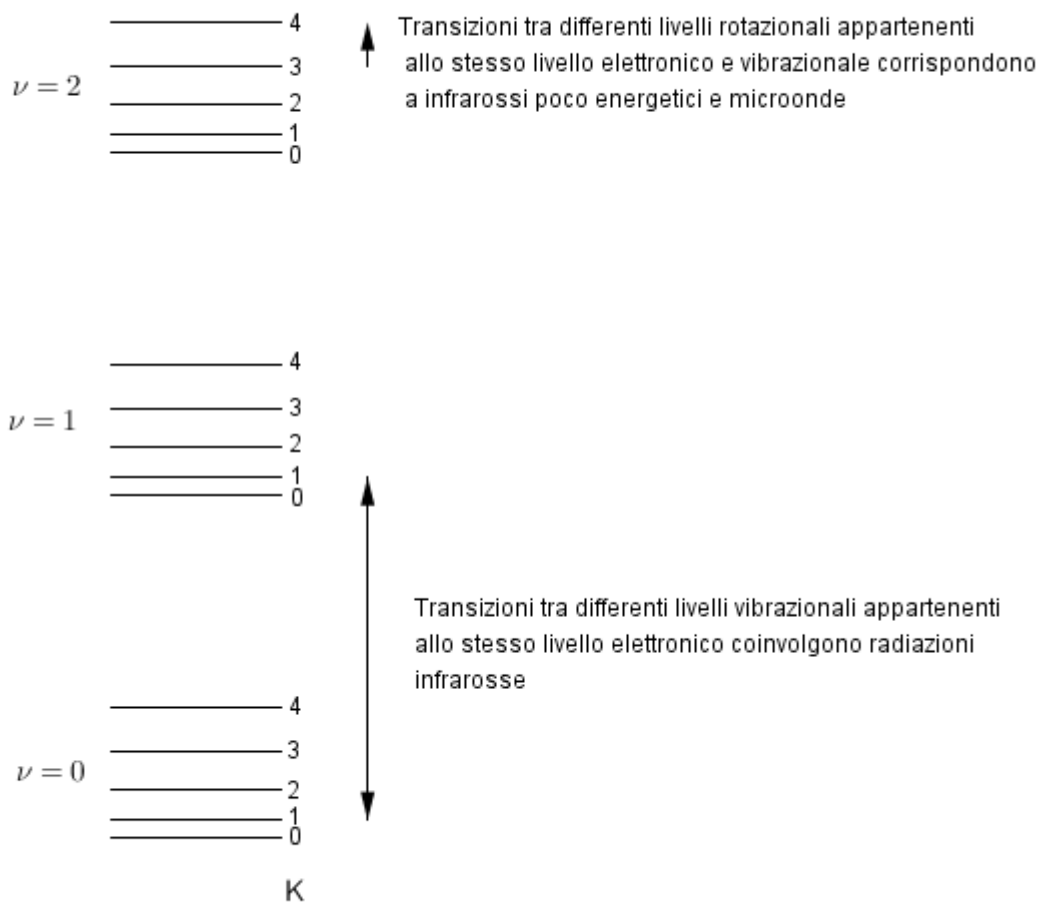 4
Transizioni tra differenti livelli rotazionali appartenenti
3
allo stesso livello elettronico e vibrazionale corrispondono
ν = 2
2
a infrarossi poco energetici e microonde
1
0
4
3
ν = 1
2
1
0
Transizioni tra differenti livelli vibrazionali appartenenti
allo stesso livello elettronico coinvolgono radiazioni
infrarosse
4
3
ν = 0
2
1
0
K